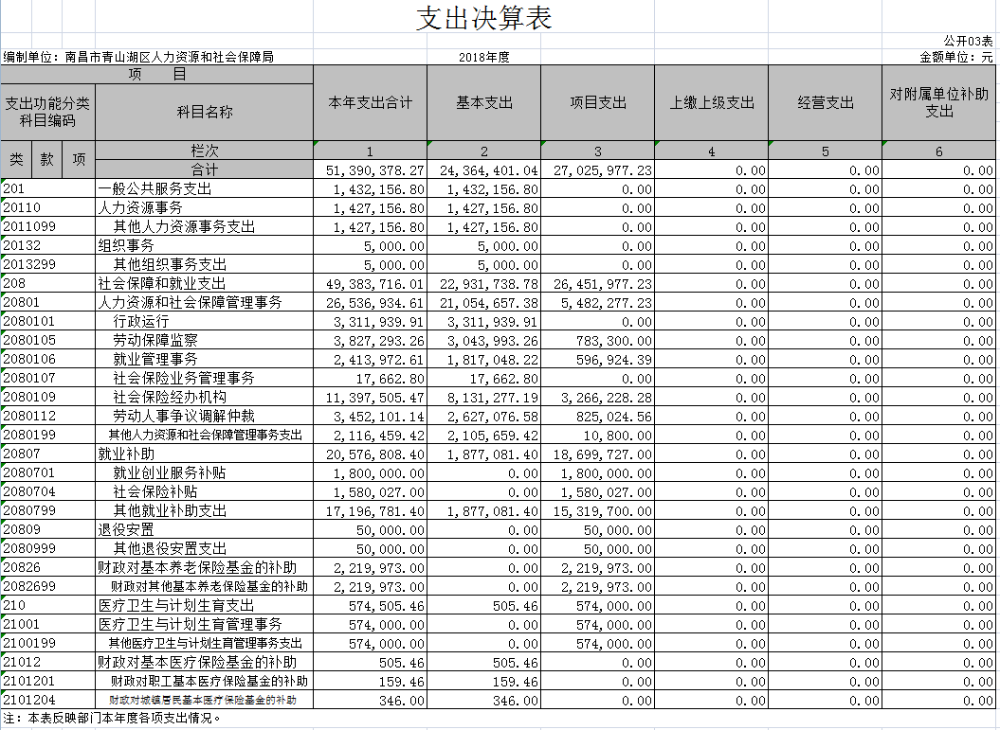 支出决算表
公开03表
编制单位：南昌市青山湖区人力资源和社会保障局 2018年度 金额单位：元
项 目 本年支出合计 基本支出 项目支出 上缴上级支出 经营支出 对附属单位补助支出
支出功能分类科目编码 科目名称
类 款 项 栏次 1 2 3 4 5 6
合计 51,390,378.27 24,364,401.04 27,025,977.23 0.00 0.00 0.00
201 一般公共服务支出 1,432,156.80 1,432,156.80 0.00 0.00 0.00 0.00
20110 人力资源事务 1,427,156.80 1,427,156.80 0.00 0.00 0.00 0.00
2011099 其他人力资源事务支出 1,427,156.80 1,427,156.80 0.00 0.00 0.00 0.00
20132 组织事务 5,000.00 5,000.00 0.00 0.00 0.00 0.00
2013299 其他组织事务支出 5,000.00 5,000.00 0.00 0.00 0.00 0.00
208 社会保障和就业支出 49,383,716.01 22,931,738.78 26,451,977.23 0.00 0.00 0.00
20801 人力资源和社会保障管理事务 26,536,934.61 21,054,657.38 5,482,277.23 0.00 0.00 0.00
2080101 行政运行 3,311,939.91 3,311,939.91 0.00 0.00 0.00 0.00
2080105 劳动保障监察 3,827,293.26 3,043,993.26 783,300.00 0.00 0.00 0.00
2080106 就业管理事务 2,413,972.61 1,817,048.22 596,924.39 0.00 0.00 0.00
2080107 社会保险业务管理事务 17,662.80 17,662.80 0.00 0.00 0.00 0.00
2080109 社会保险经办机构 11,397,505.47 8,131,277.19 3,266,228.28 0.00 0.00 0.00
2080112 劳动人事争议调解仲裁 3,452,101.14 2,627,076.58 825,024.56 0.00 0.00 0.00
2080199 其他人力资源和社会保障管理事务支出 2,116,459.42 2,105,659.42 10,800.00 0.00 0.00 0.00
20807 就业补助 20,576,808.40 1,877,081.40 18,699,727.00 0.00 0.00 0.00
2080701 就业创业服务补贴 1,800,000.00 0.00 1,800,000.00 0.00 0.00 0.00
2080704 社会保险补贴 1,580,027.00 0.00 1,580,027.00 0.00 0.00 0.00
2080799 其他就业补助支出 17,196,781.40 1,877,081.40 15,319,700.00 0.00 0.00 0.00
20809 退役安置 50,000.00 0.00 50,000.00 0.00 0.00 0.00
2080999 其他退役安置支出 50,000.00 0.00 50,000.00 0.00 0.00 0.00
20826 财政对基本养老保险基金的补助 2,219,973.00 0.00 2,219,973.00 0.00 0.00 0.00
2082699 财政对其他基本养老保险基金的补助 2,219,973.00 0.00 2,219,973.00 0.00 0.00 0.00
210 医疗卫生与计划生育支出 574,505.46 505.46 574,000.00 0.00 0.00 0.00
21001 医疗卫生与计划生育管理事务 574,000.00 0.00 574,000.00 0.00 0.00 0.00
2100199 其他医疗卫生与计划生育管理事务支出 574,000.00 0.00 574,000.00 0.00 0.00 0.00
21012 财政对基本医疗保险基金的补助 505.46 505.46 0.00 0.00 0.00 0.00
2101201 财政对职工基本医疗保险基金的补助 159.46 159.46 0.00 0.00 0.00 0.00
2101204 财政对城镇居民基本医疗保险基金的补助 346.00 346.00 0.00 0.00 0.00 0.00
注：本表反映部门本年度各项支出情况。